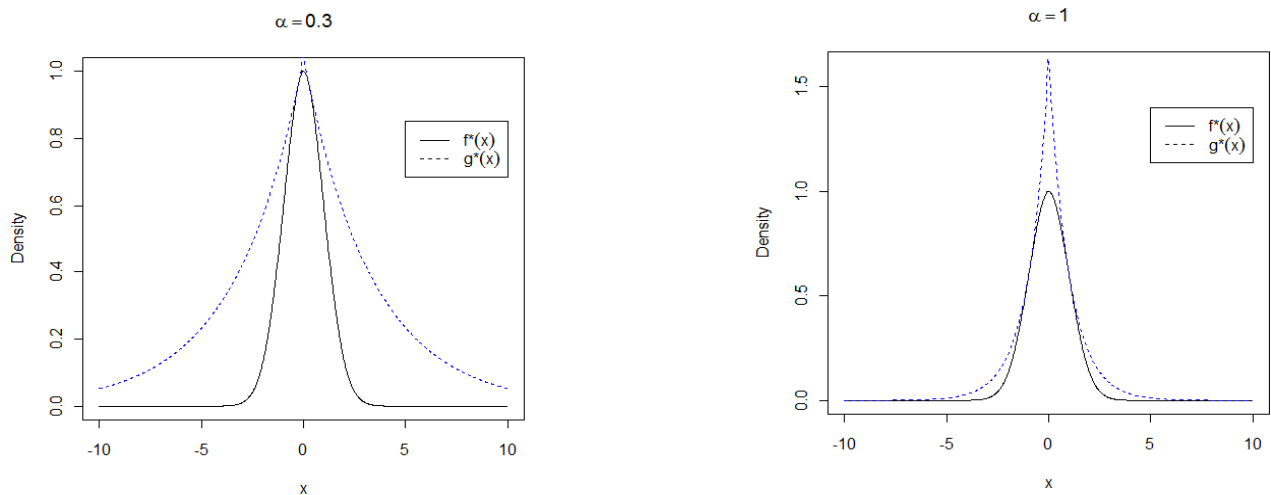 α = 0.3
Density
1.0
0.8
0.6
0.4
0.2
0.0
f*(x)
g*(x)
-10 -5 0 5 10
x
α = 1
Density
1.5
1.0
0.5
0.0
f*(x)
g*(x)
-10 -5 0 5 10
x